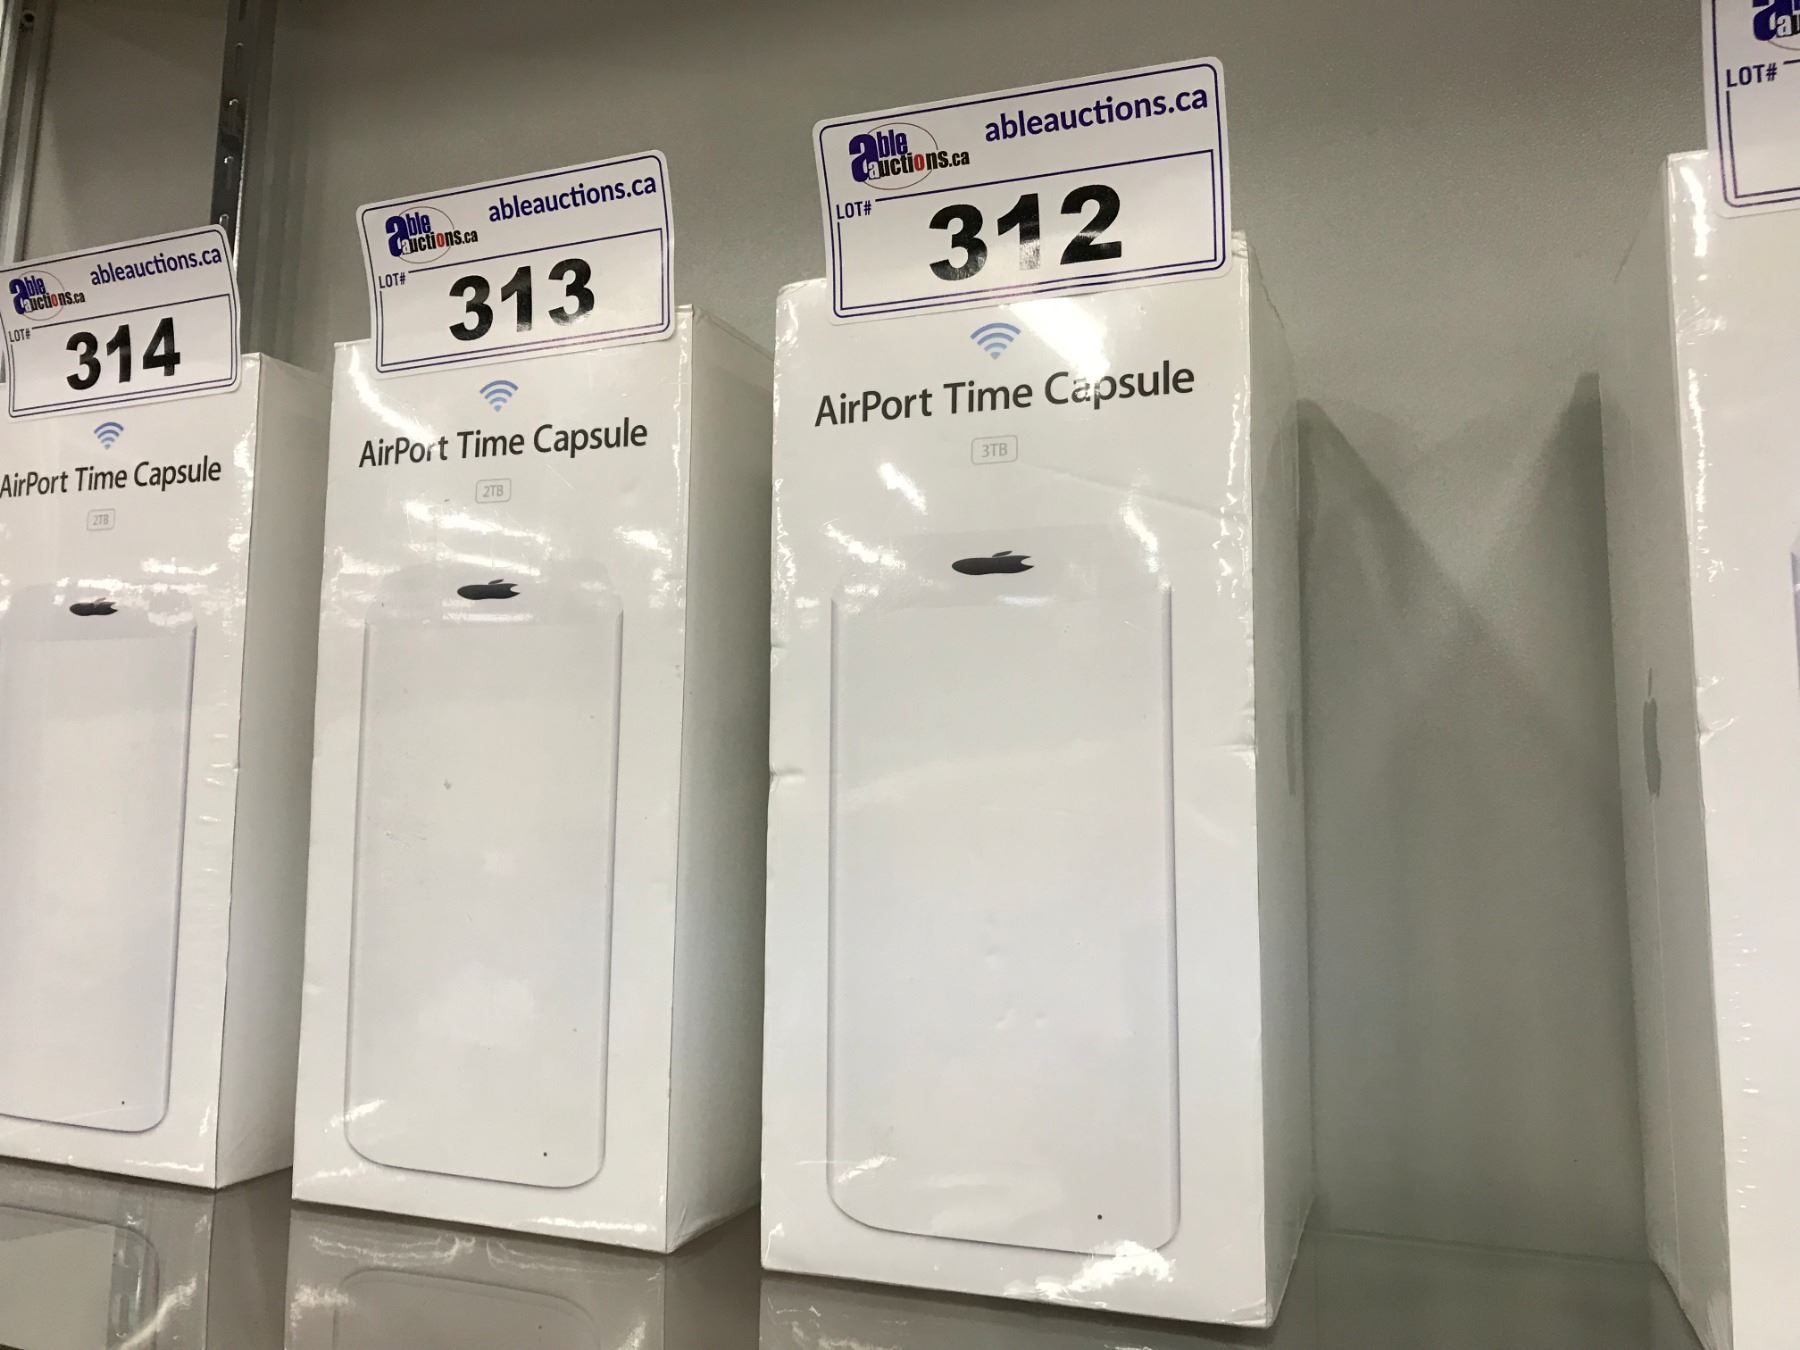 able
auctions.ca
ableauctions.ca
LOT#
314
AirPort Time Capsule
2TB
able
auctions.ca
ableauctions.ca
LOT#
313
AirPort Time Capsule
2TB
able
auctions.ca
ableauctions.ca
LOT#
312
AirPort Time Capsule
3TB
LOT#